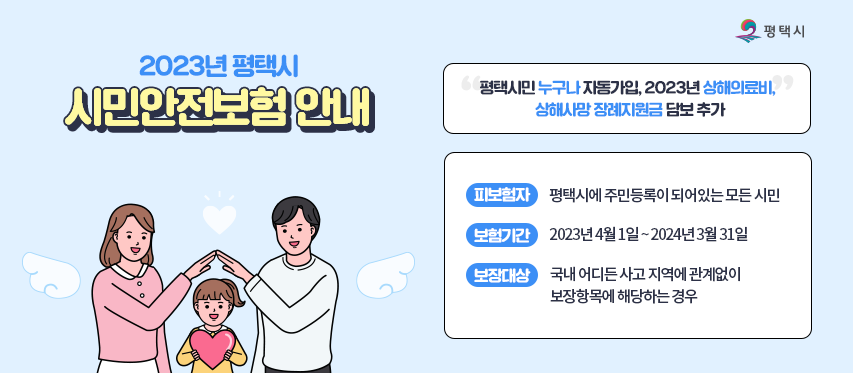 평택시
2023년 평택시
시민안전보험 안내
“평택시민 누구나 자동가입, 2023년 상해의료비,”
상해사망 장례지원금 담보 추가
피보험자 평택시에 주민등록이 되어있는 모든 시민
보험기간 2023년 4월 1일 ~ 2024년 3월 31일
보장대상 국내 어디든 사고 지역에 관계없이
보장항목에 해당하는 경우